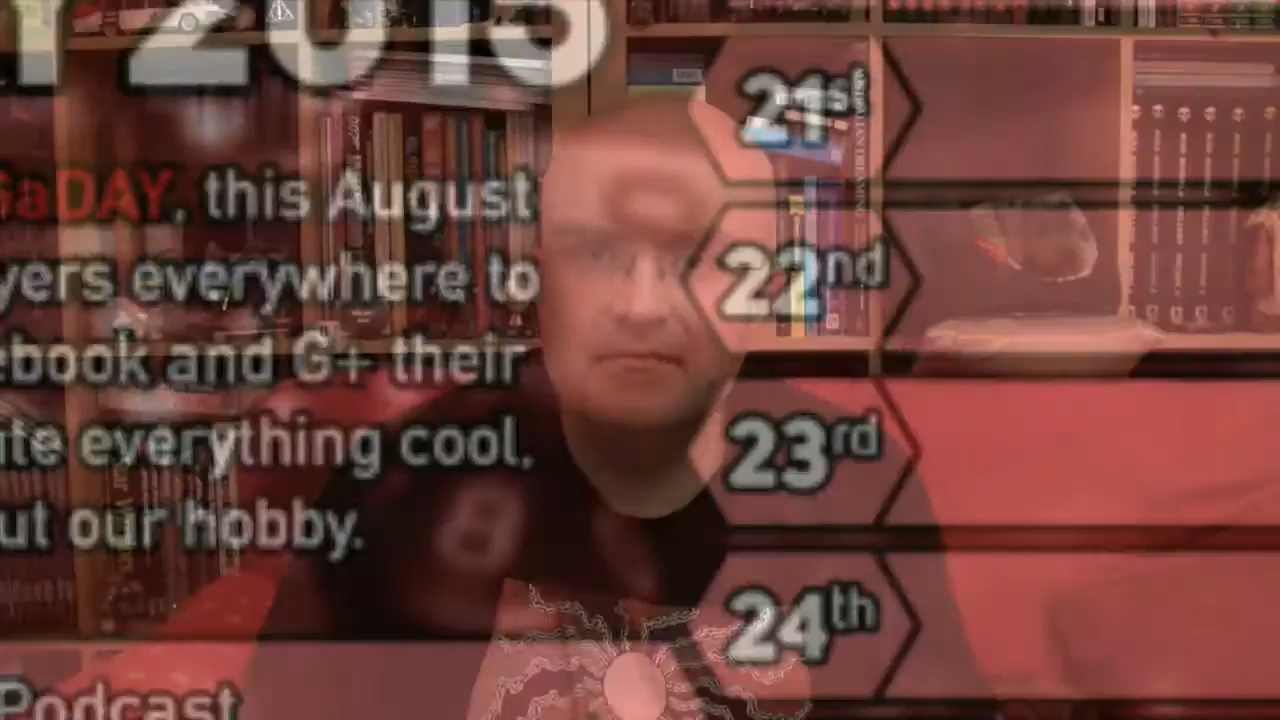 Y 2015
GaDAY, this August
yers everywhere to
ebook and G+ their
ite everything cool,
ut our hobby.
Podcast
21st
22nd
23rd
24th